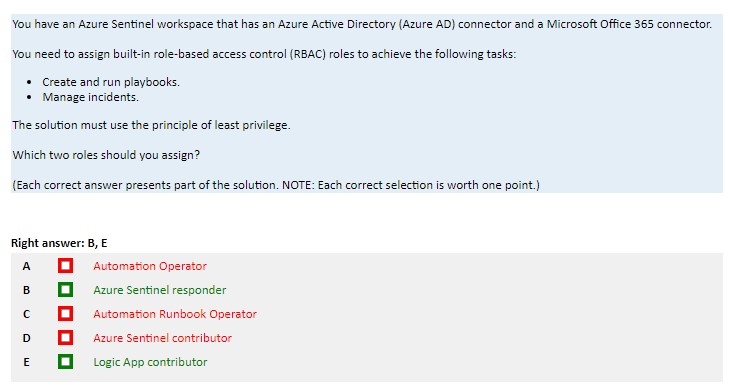 You have an Azure Sentinel workspace that has an Azure Active Directory (Azure AD) connector and a Microsoft Office 365 connector.
You need to assign built-in role-based access control (RBAC) roles to achieve the following tasks:
• Create and run playbooks.
• Manage incidents.
The solution must use the principle of least privilege.
Which two roles should you assign?
(Each correct answer presents part of the solution. NOTE: Each correct selection is worth one point.)
Right answer: B, E
A Automation Operator
B Azure Sentinel responder
C Automation Runbook Operator
D Azure Sentinel contributor
E Logic App contributor